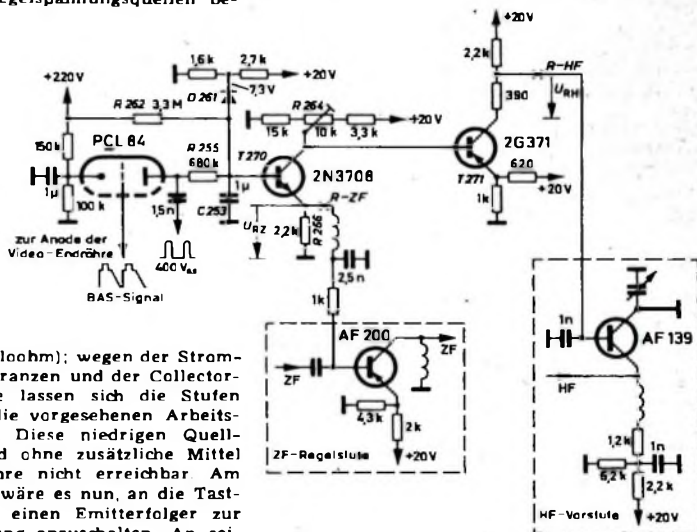 1,6k 2,7k
+20V
+220V
D 261
7,3V
R 262 3,3 M
+20V
2,2k
R-HF
390
URH
R 264
15k 10k 3,3k
+20V
150k
PCL 84
R 255
680k
T 270
2N3708
2G371
1µ
100k
1,5n
1µ
C 253
R-ZF
T 271
620
+20V
1k
URZ
2,2k
R 266
zur Anode der
Video-Endröhre
400 Vss
BAS-Signal
2,5n
1k
1n
AF 139
HF
AF 200
ZF
ZF
4,3k
2k
+20V
ZF-Regelstufe
1,2k
1n
6,2k
2,2k
HF-Vorstufe
+20V
loohm); wegen der Strom-
ranzen und der Collector-
e lassen sich die Stufen
die vorgesehenen Arbeits-
Diese niedrigen Quell-
d ohne zusätzliche Mittel
hre nicht erreichbar. Am
wäre es nun, an die Tast-
einen Emitterfolger zur